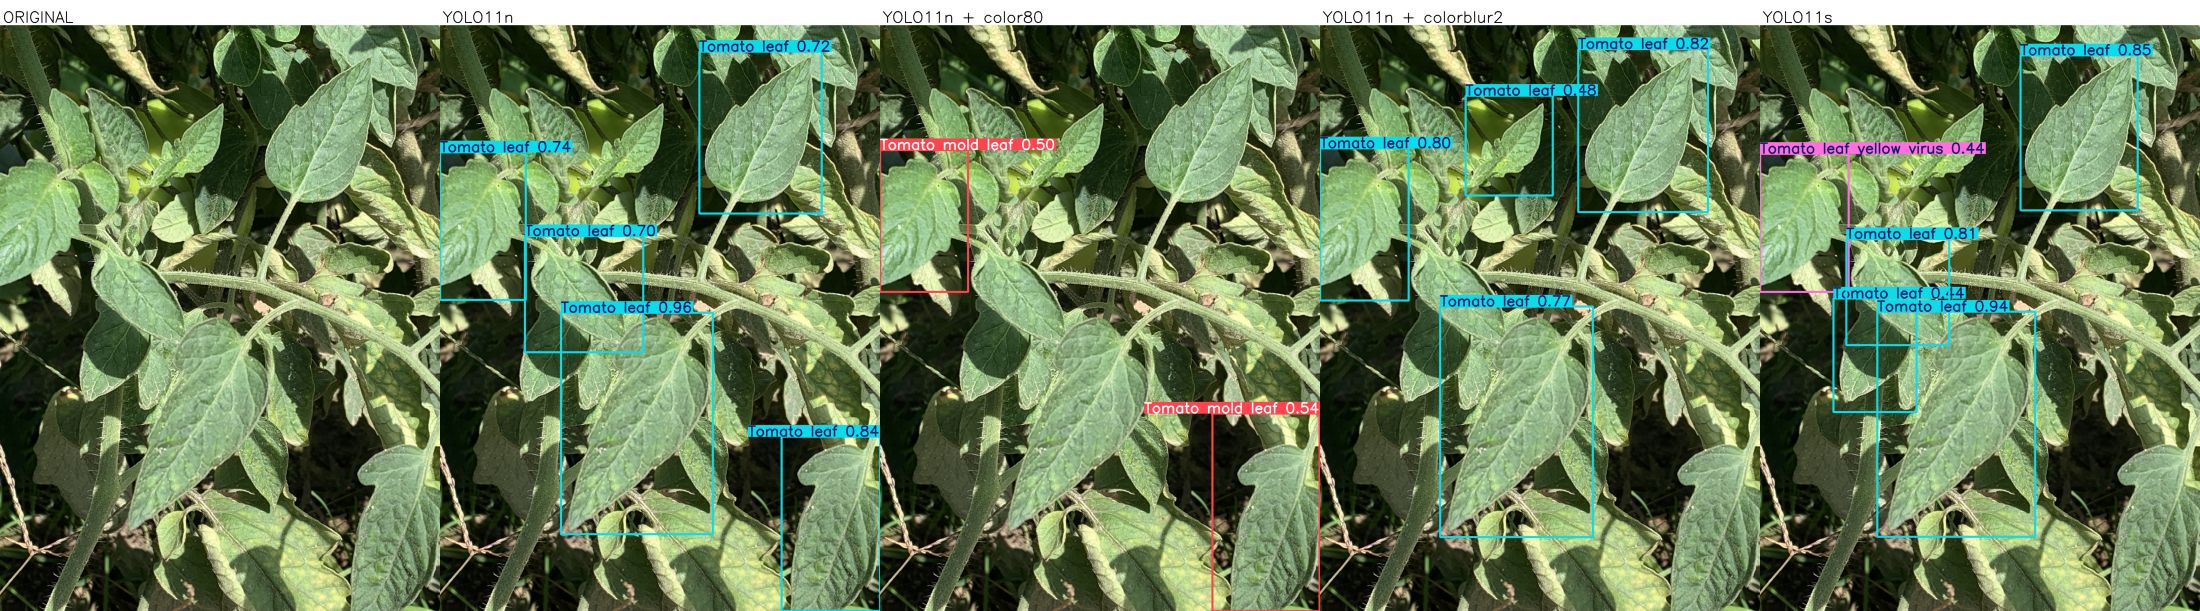 ORIGINAL
YOLO11n
YOLO11n + color80
YOLO11n + colorblur2
YOLO11s
Tomato leaf 0.72
Tomato leaf 0.74
Tomato leaf 0.70
Tomato leaf 0.96
Tomato leaf 0.84
Tomato mold leaf 0.50
Tomato mold leaf 0.54
Tomato leaf 0.82
Tomato leaf 0.48
Tomato leaf 0.80
Tomato leaf 0.77
Tomato leaf 0.85
Tomato leaf yellow virus 0.44
Tomato leaf 0.81
Tomato leaf 0.44
Tomato leaf 0.94